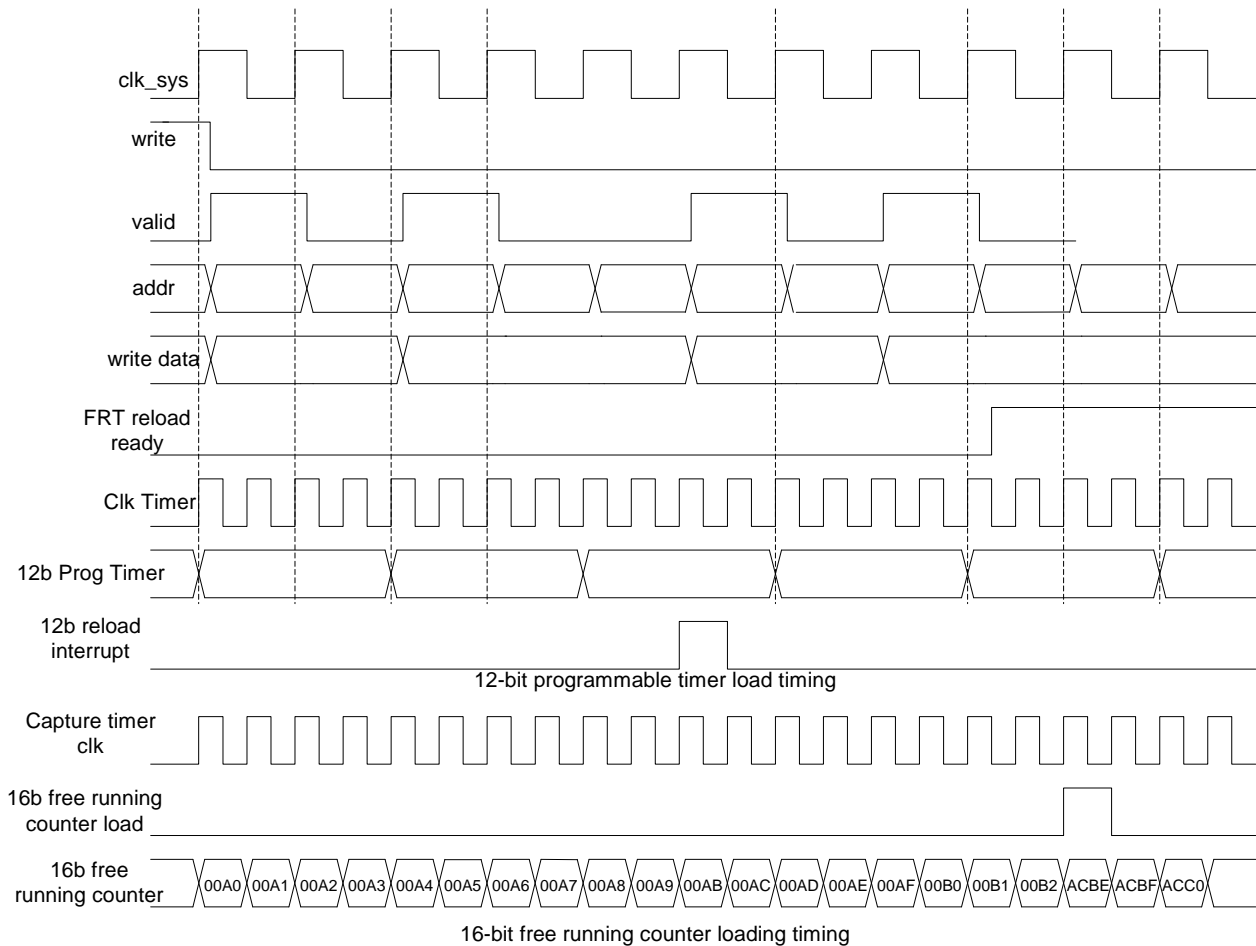 clk_sys
write
valid
addr
write data
FRT reload
ready
Clk Timer
12b Prog Timer
12b reload
interrupt
12-bit programmable timer load timing
Capture timer
clk
16b free running
counter load
16b free
running counter
00A0 00A1 00A2 00A3 00A4 00A5 00A6 00A7 00A8 00A9 00AB 00AC 00AD 00AE 00AF 00B0 00B1 00B2 ACBE ACBF ACC0
16-bit free running counter loading timing